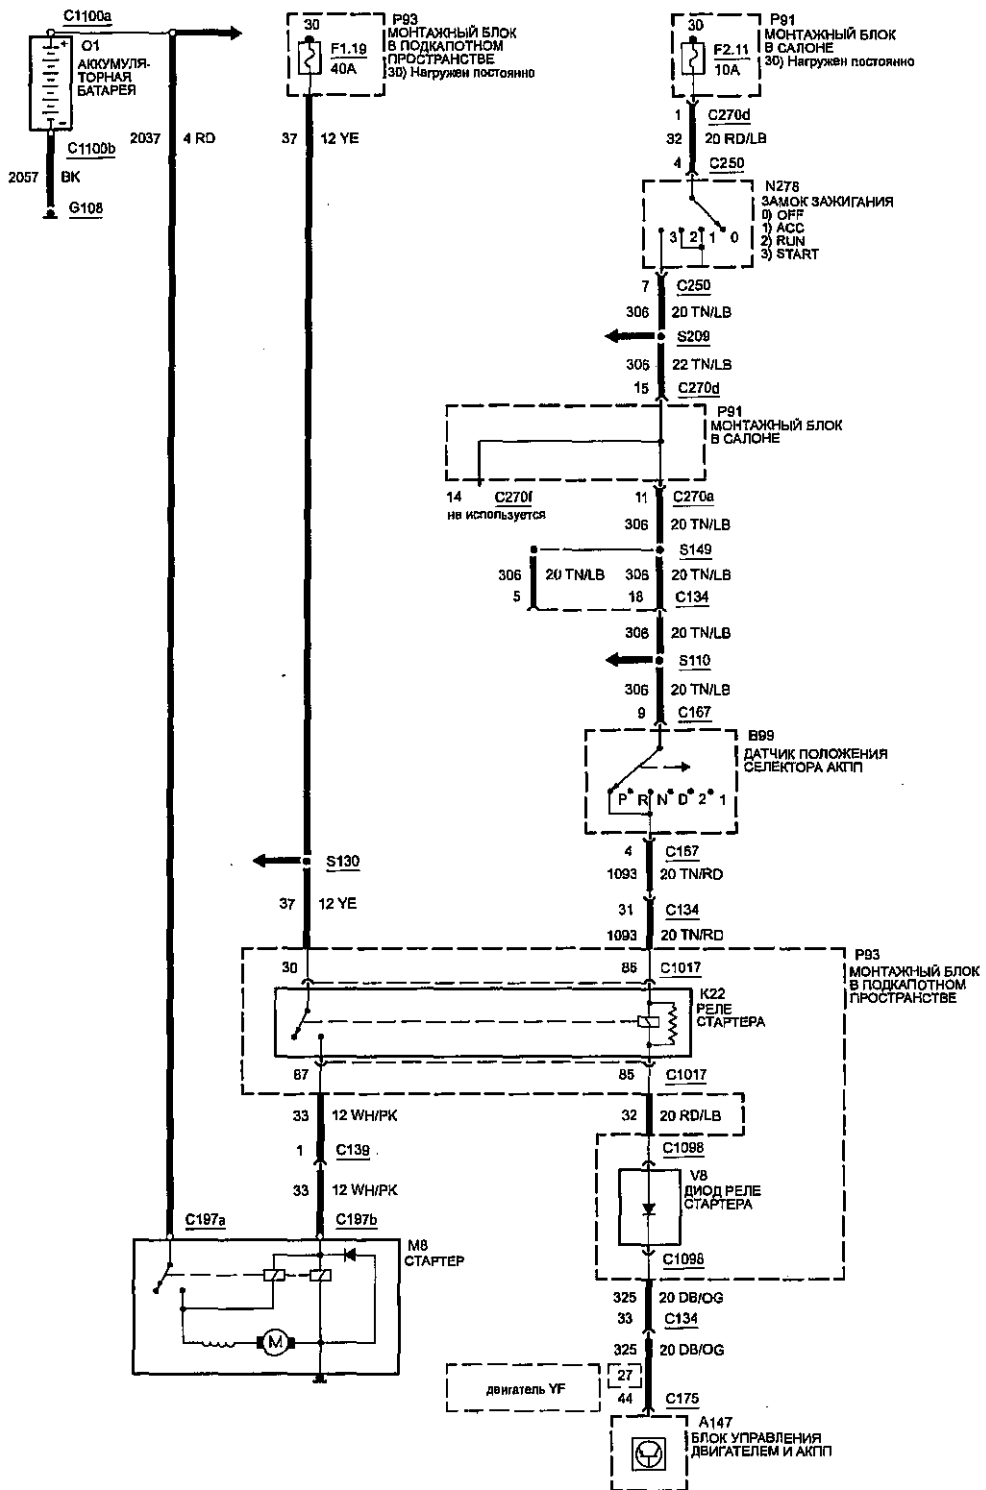 C1100a
O1
АККУМУЛЯ-
ТОРНАЯ
БАТАРЕЯ
+
-
C1100b
2057 BK
G108
2037 4 RD
30
F1.19
40A
P93
МОНТАЖНЫЙ БЛОК
В ПОДКАПОТНОМ
ПРОСТРАНСТВЕ
30) Нагружен постоянно
37 12 YE
30
F2.11
10A
P91
МОНТАЖНЫЙ БЛОК
В САЛОНЕ
30) Нагружен постоянно
1 C270d
32 20 RD/LB
4 C250
N278
ЗАМОК ЗАЖИГАНИЯ
0) OFF
1) ACC
2) RUN
3) START
3 2 1 0
7 C250
306 20 TN/LB
S209
306 22 TN/LB
15 C270d
P91
МОНТАЖНЫЙ БЛОК
В САЛОНЕ
14 C270f
не используется
11 C270a
306 20 TN/LB
S149
306 20 TN/LB
306 20 TN/LB
5
18 C134
306 20 TN/LB
S110
306 20 TN/LB
9 C167
B99
ДАТЧИК ПОЛОЖЕНИЯ
СЕЛЕКТОРА АКПП
P R N D 2 1
4 C167
1093 20 TN/RD
31 C134
1093 20 TN/RD
S130
37 12 YE
P93
МОНТАЖНЫЙ БЛОК
В ПОДКАПОТНОМ
ПРОСТРАНСТВЕ
30
86 C1017
K22
РЕЛЕ
СТАРТЕРА
87
85 C1017
33 12 WH/PK
1 C139
33 12 WH/PK
32 20 RD/LB
C1098
V8
ДИОД РЕЛЕ
СТАРТЕРА
C1098
C197a
C197b
M8
СТАРТЕР
M
325 20 DB/OG
33 C134
325 20 DB/OG
двигатель YF
27
44 C175
A147
БЛОК УПРАВЛЕНИЯ
ДВИГАТЕЛЕМ И АКПП